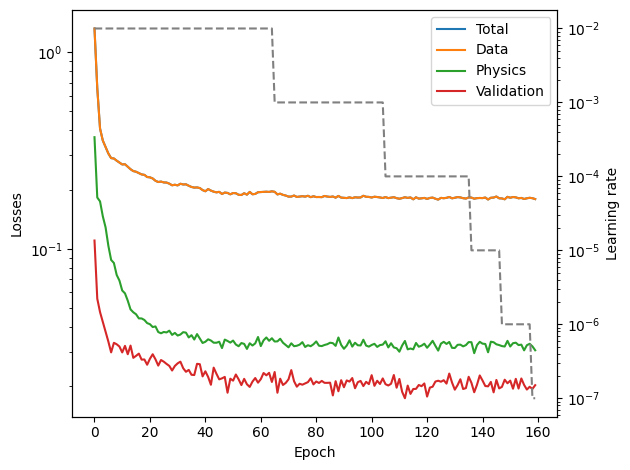 Total
Data
Physics
Validation
Losses
10⁰
10⁻¹
10⁻²
10⁻³
10⁻⁴
10⁻⁵
10⁻⁶
10⁻⁷
Learning rate
0 20 40 60 80 100 120 140 160
Epoch